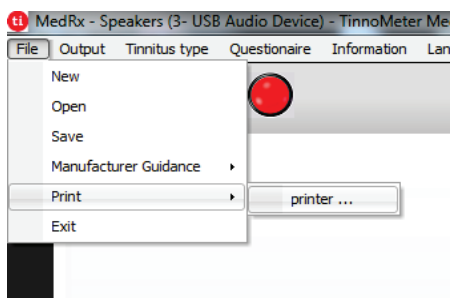 ti MedRx - Speakers (3- USB Audio Device) - TinnoMeter Me
File Output Tinnitus type Questionaire Information Lan
New
Open
Save
Manufacturer Guidance
Print
printer ...
Exit